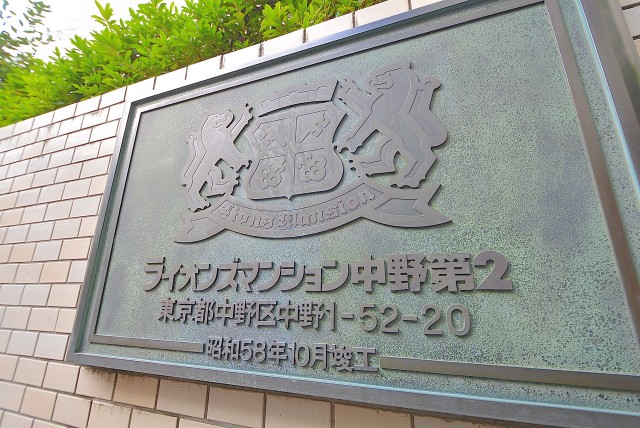 Lions Mansion
ライオンズマンション中野第2
東京都中野区中野1-52-20
昭和58年10月竣工